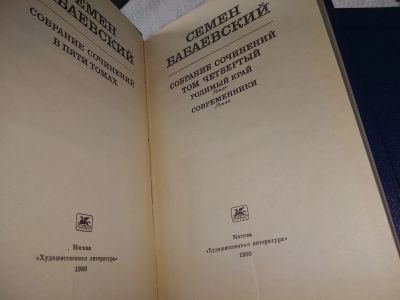 СЕМЕН
БАБАЕВСКИЙ
СОБРАНИЕ СОЧИНЕНИЙ
В ПЯТИ ТОМАХ
Москва
«Художественная литература»
1980
СЕМЕН
БАБАЕВСКИЙ
СОБРАНИЕ СОЧИНЕНИЙ
ТОМ ЧЕТВЕРТЫЙ
РОДИМЫЙ КРАЙ
Роман
СОВРЕМЕННИКИ
Роман
Москва
«Художественная литература»
1980